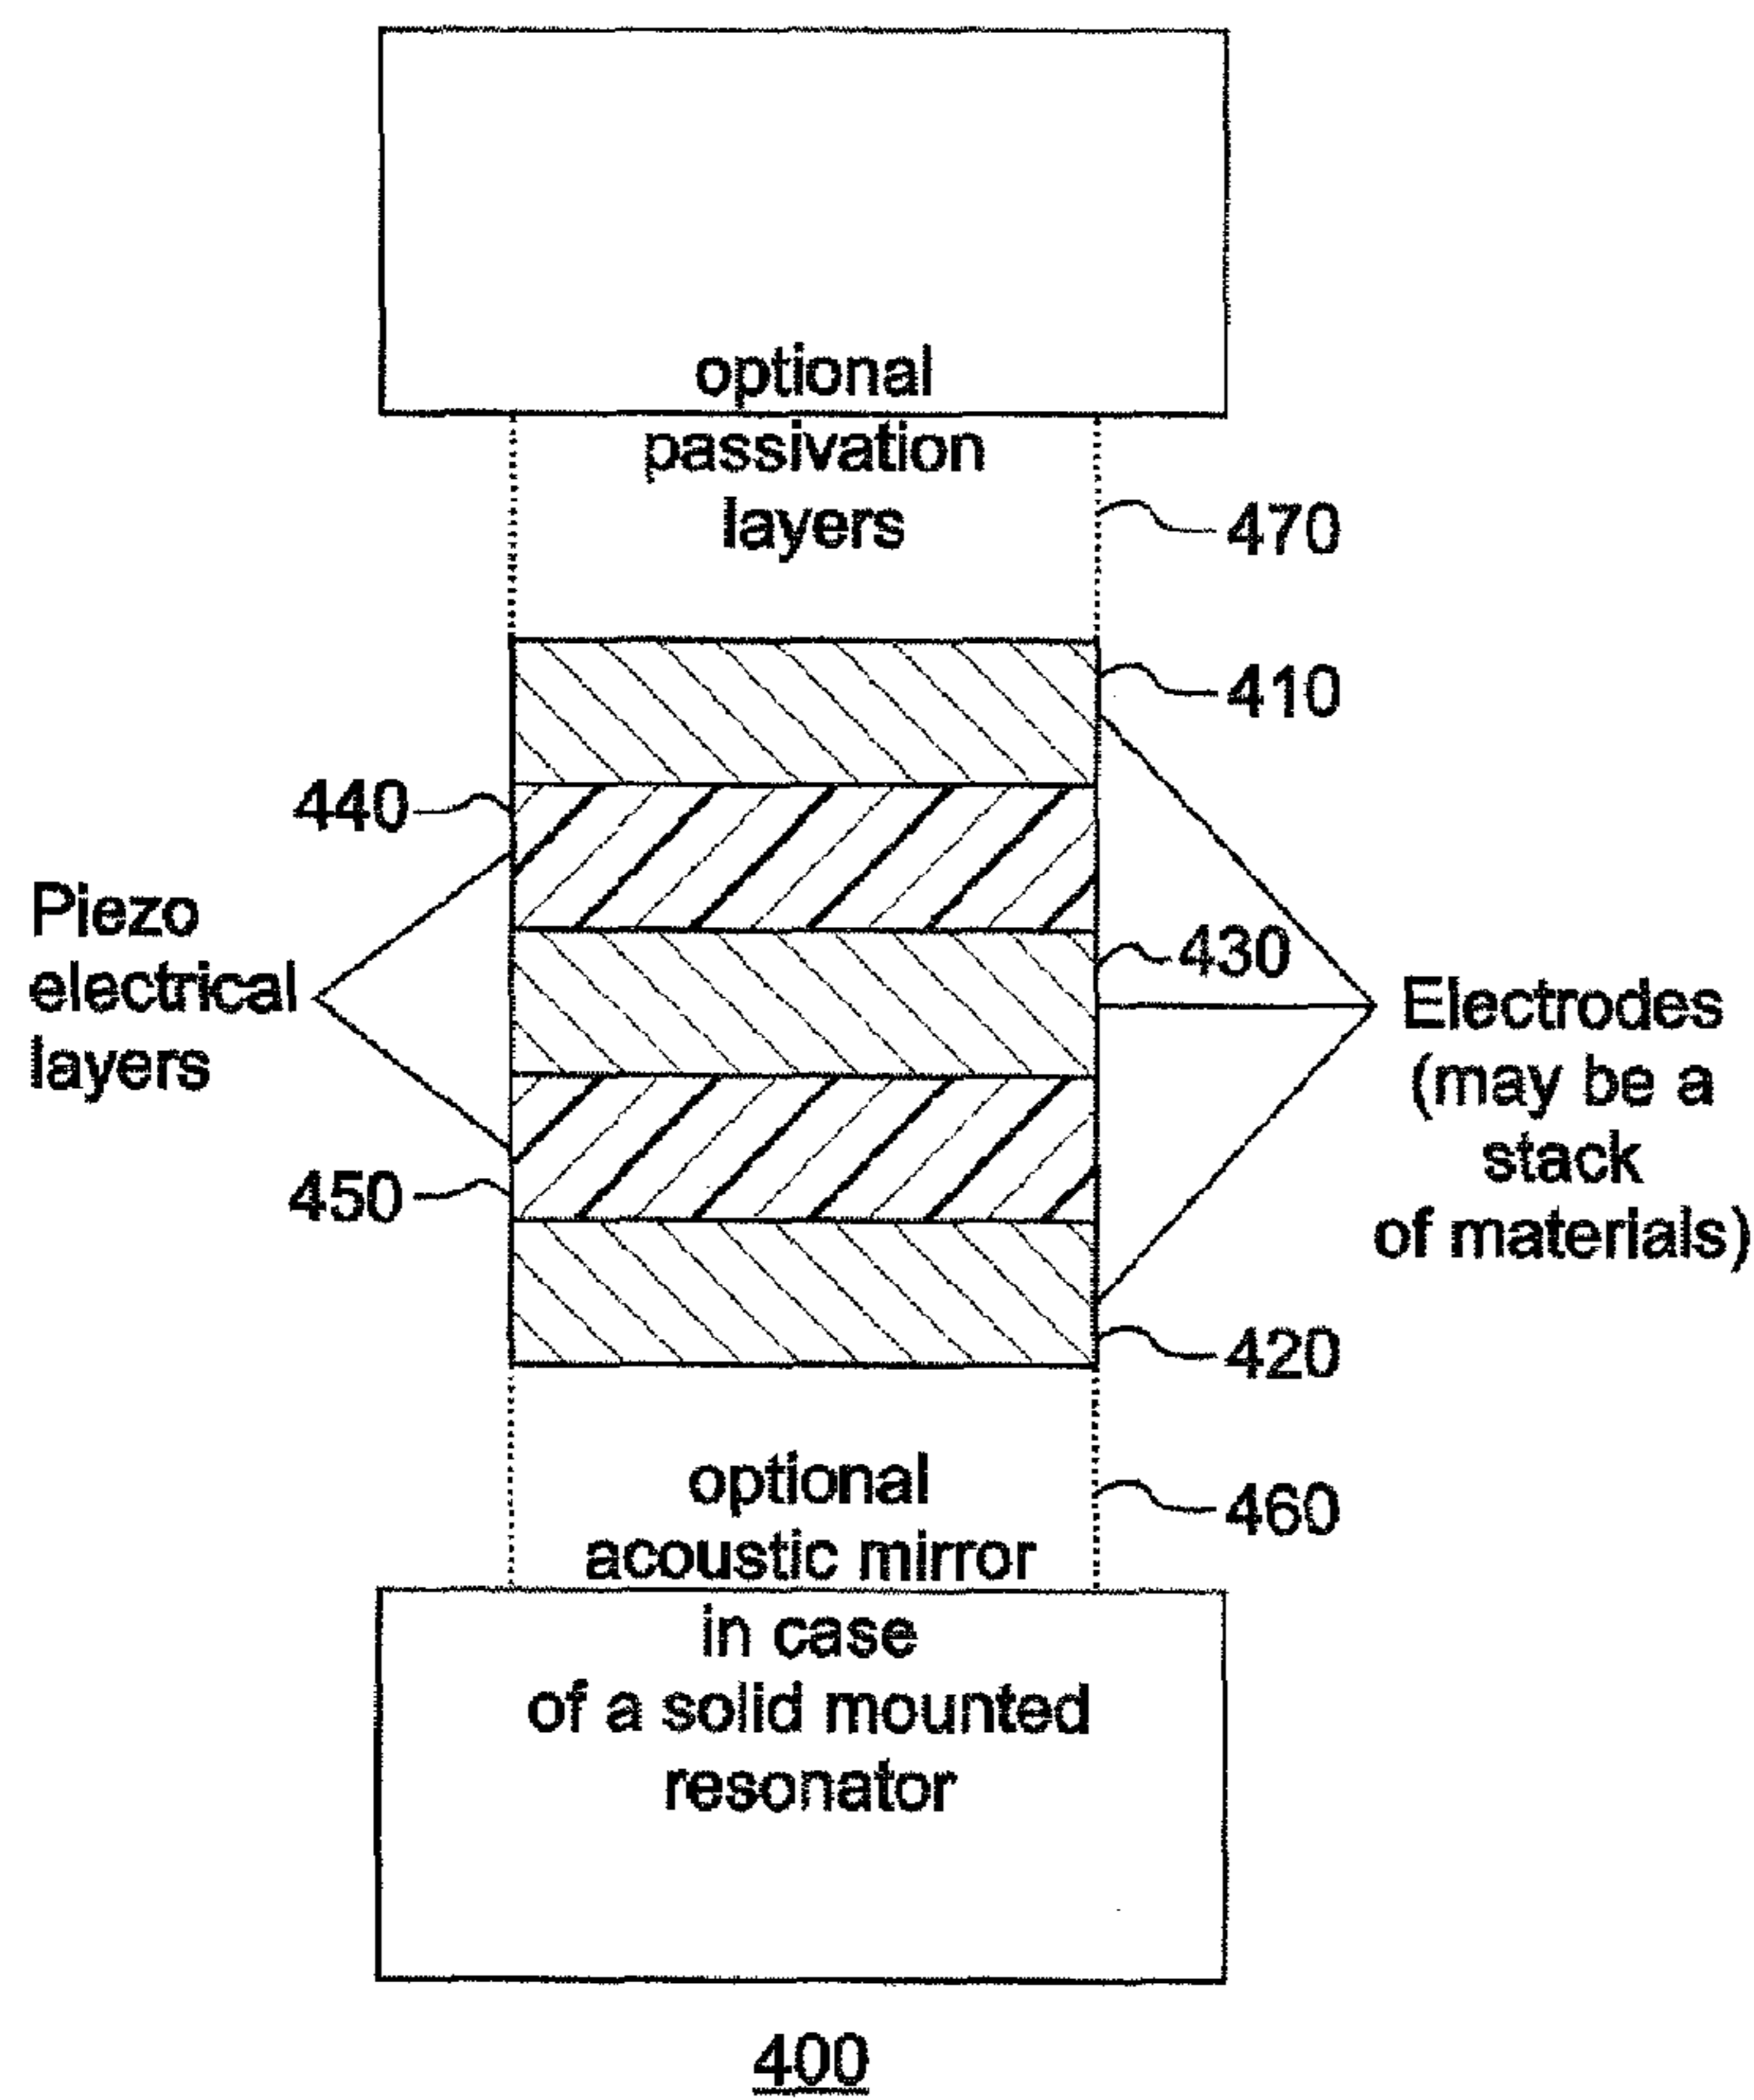 optional
passivation
layers
470
410
440
Piezo
electrical
layers
430
Electrodes
(may be a
stack
of materials)
450
420
optional
acoustic mirror
in case
of a solid mounted
resonator
460
400